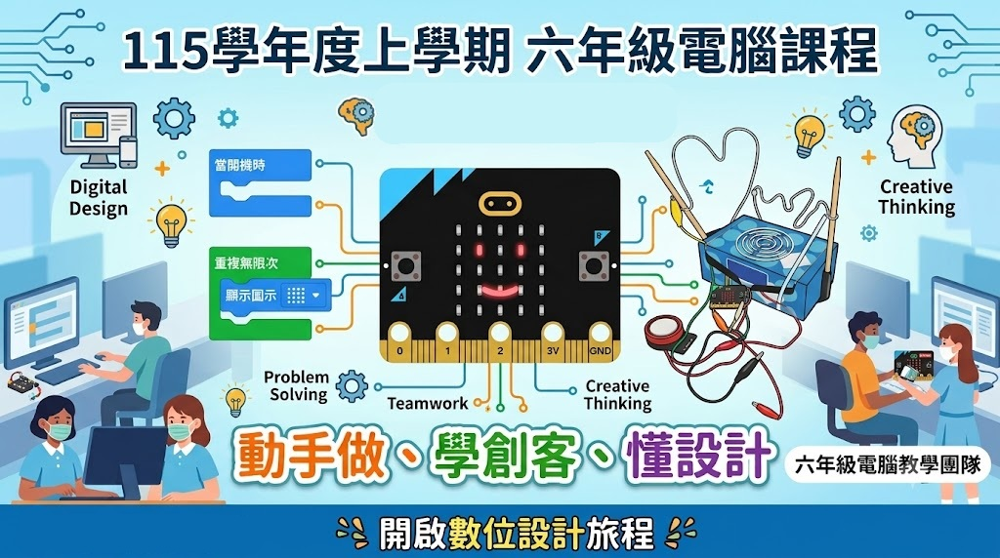 115學年度上學期 六年級電腦課程
Digital
Design
當開機時
重複無限次
顯示圖示
B
A
0 1 2 3V GND
Creative
Thinking
Problem
Solving
Teamwork
Creative
Thinking
動手做、學創客、懂設計
六年級電腦教學團隊
開啟數位設計旅程